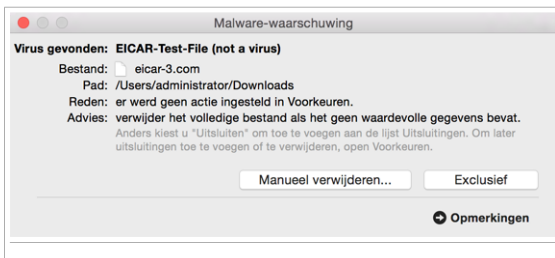 Malware-waarschuwing
Virus gevonden: EICAR-Test-File (not a virus)
Bestand: eicar-3.com
Pad: /Users/administrator/Downloads
Reden: er werd geen actie ingesteld in Voorkeuren.
Advies: verwijder het volledige bestand als het geen waardevolle gegevens bevat.
Anders kiest u "Uitsluiten" om toe te voegen aan de lijst Uitsluitingen. Om later
uitsluitingen toe te voegen of te verwijderen, open Voorkeuren.
Manueel verwijderen... Exclusief
Opmerkingen